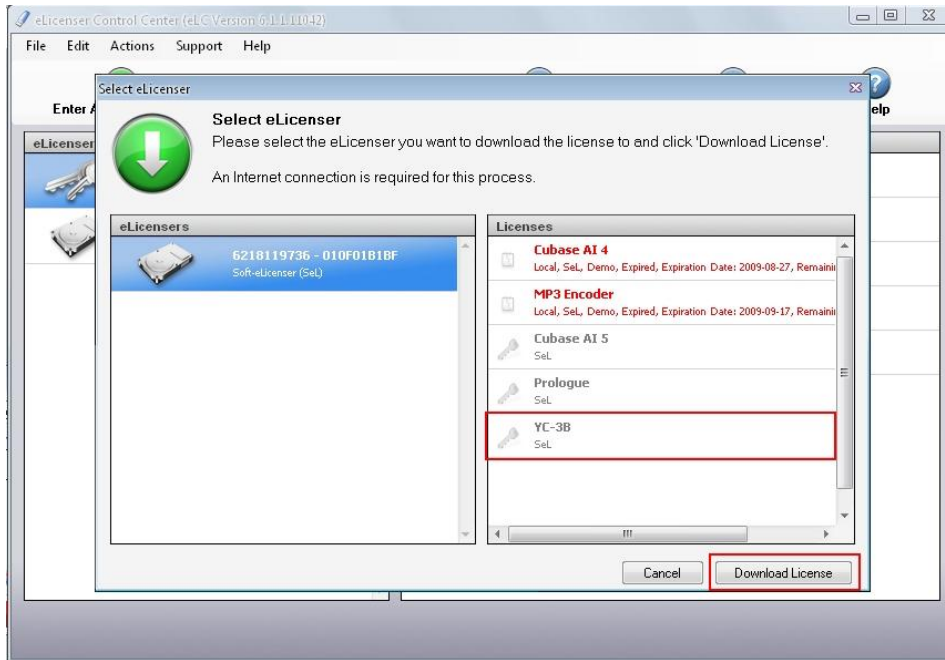 eLicenser Control Center (eLC Version 6.1.1.11042)
File Edit Actions Support Help
Enter
elp
eLicenser
Select eLicenser
Select eLicenser
Please select the eLicenser you want to download the license to and click 'Download License'.
An Internet connection is required for this process.
eLicensers
6218119736 - 010F01B1BF
Soft-eLicenser (SeL)
Licenses
Cubase AI 4
Local, SeL, Demo, Expired, Expiration Date: 2009-08-27, Remaini
MP3 Encoder
Local, SeL, Demo, Expired, Expiration Date: 2009-09-17, Remaini
Cubase AI 5
SeL
Prologue
SeL
YC-3B
SeL
Cancel Download License